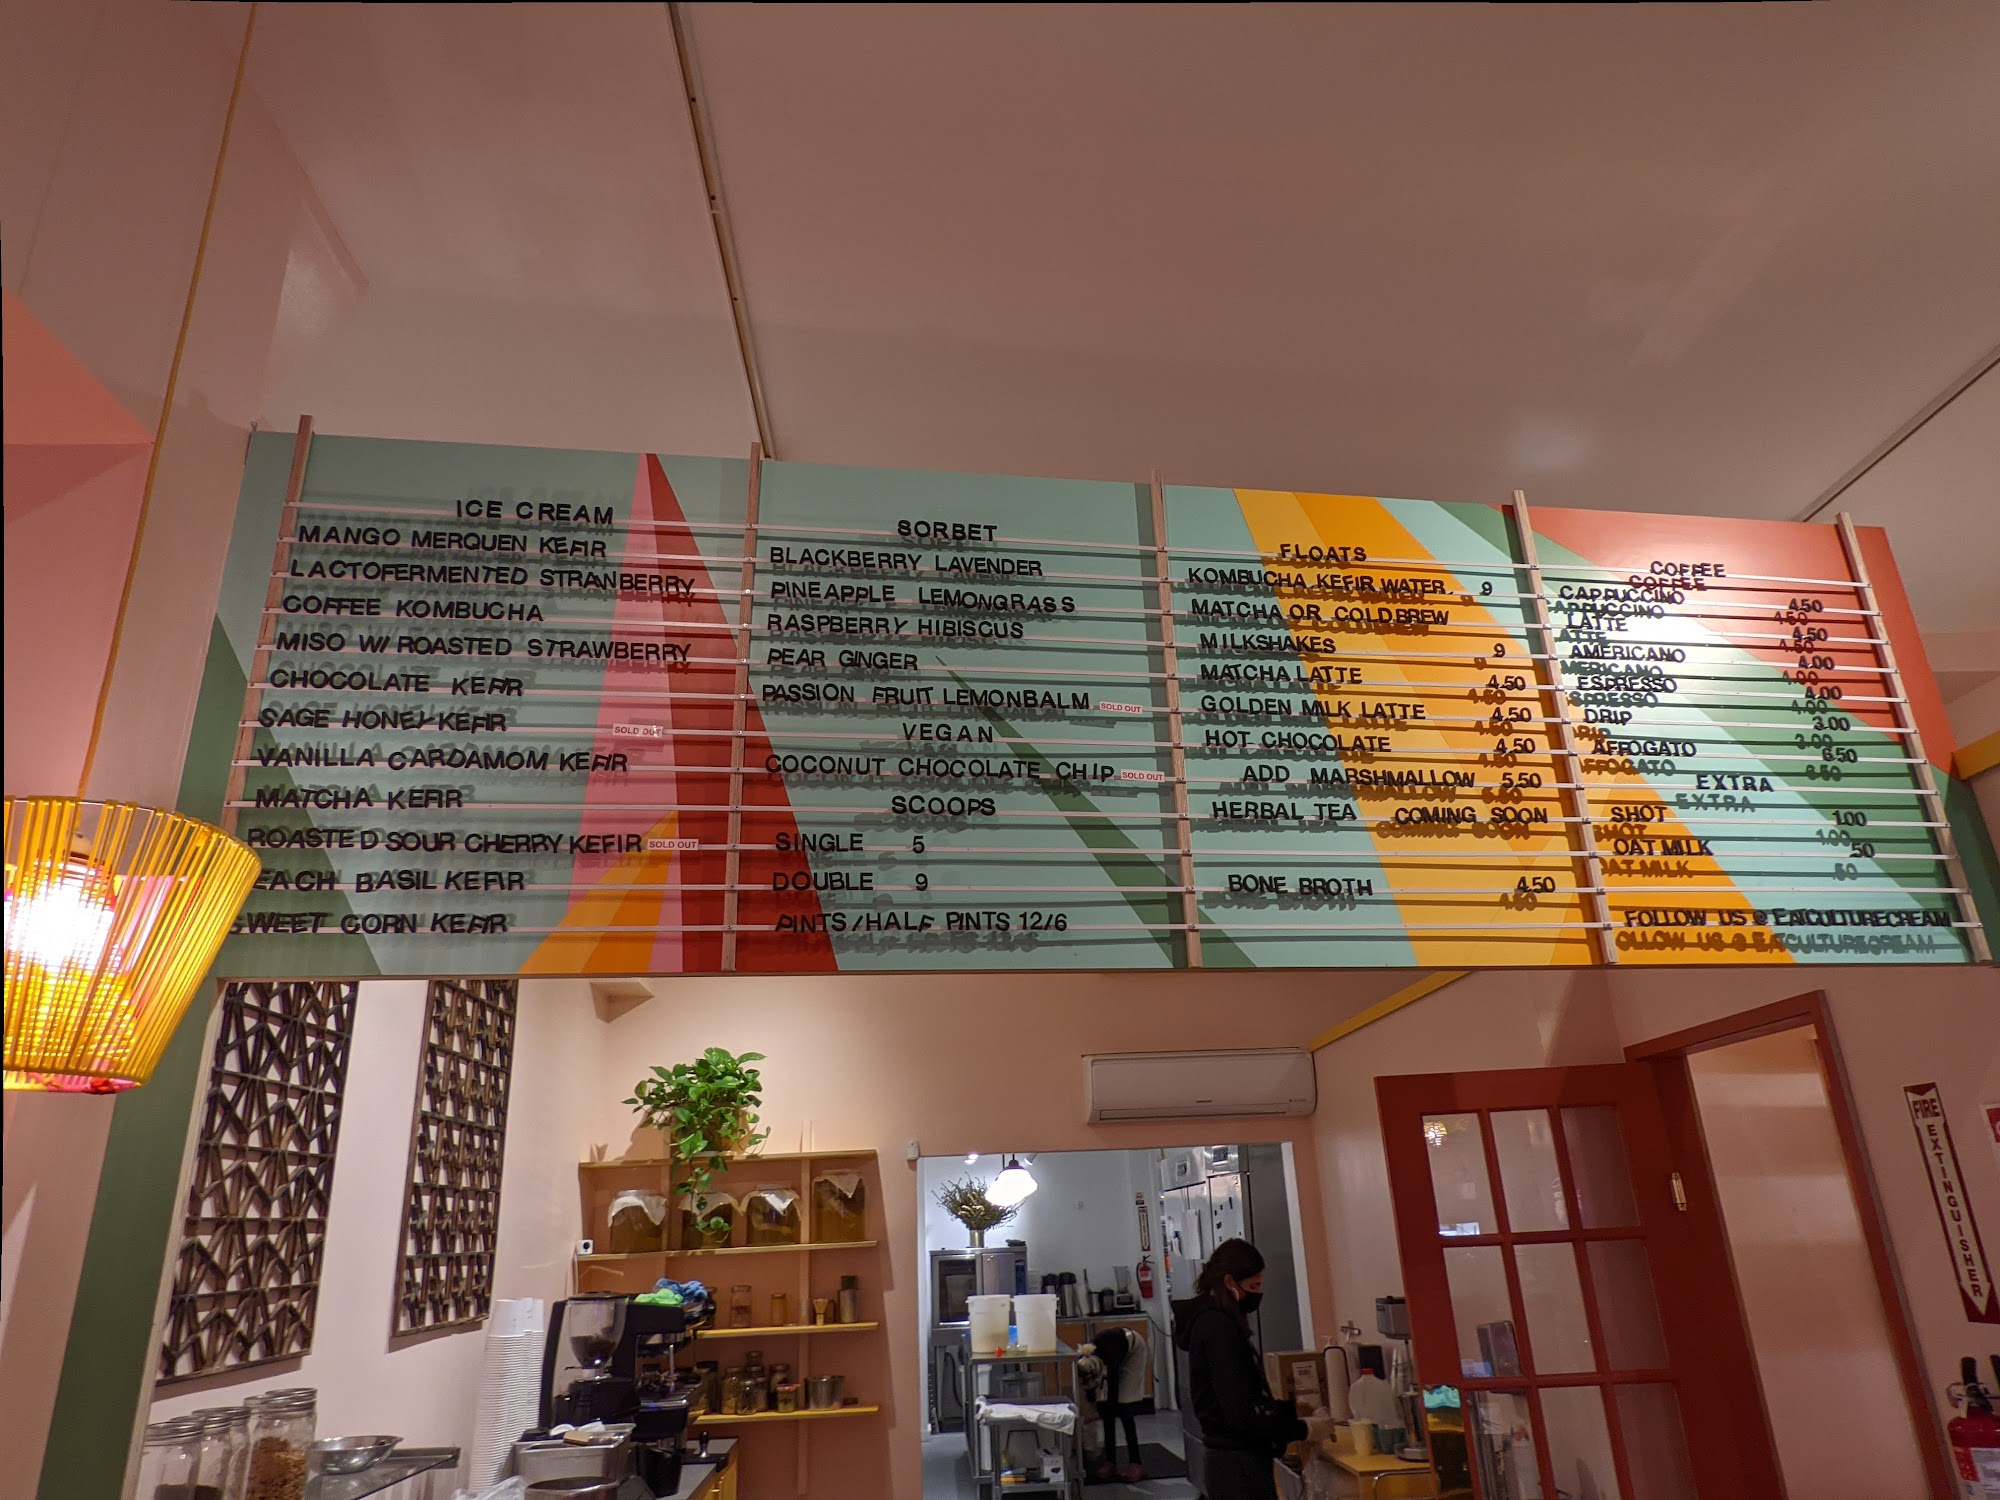 ICE CREAM
MANGO MERQUEN KEFIR
LACTOFERMENTED STRANBERRY
COFFEE KOMBUCHA
MISO W/ ROASTED STRAWBERRY
CHOCOLATE KEFIR
SAGE HONEY KEFIR SOLD OUT
VANILLA CARDAMOM KEFIR
MATCHA KEFIR
ROASTED SOUR CHERRY KEFIR SOLD OUT
EACH BASIL KEFIR
SWEET CORN KEFIR
SORBET
BLACKBERRY LAVENDER
PINEAPPLE LEMONGRASS
RASPBERRY HIBISCUS
PEAR GINGER
PASSION FRUIT LEMONBALM SOLD OUT
VEGAN
COCONUT CHOCOLATE CHIP SOLD OUT
SCOOPS
SINGLE 5
DOUBLE 9
PINTS/HALF PINTS 12/6
FLOATS
KOMBUCHA KEFIR WATER. 9
MATCHA OR COLD BREW
MILKSHAKES 9
MATCHA LATTE 4.50
GOLDEN MILK LATTE 4.50
HOT CHOCOLATE 4.50
ADD MARSHMALLOW 5.50
HERBAL TEA COMING SOON
BONE BROTH 4.50
COFFEE
CAPPUCCINO 4.50
LATTE 4.50
AMERICANO 4.00
ESPRESSO 4.00
DRIP 3.00
AFFOGATO 6.50
EXTRA
SHOT 1.00
OAT MILK .50
FOLLOW US @ EATCULTURECREAM
FIRE EXTINGUISHER